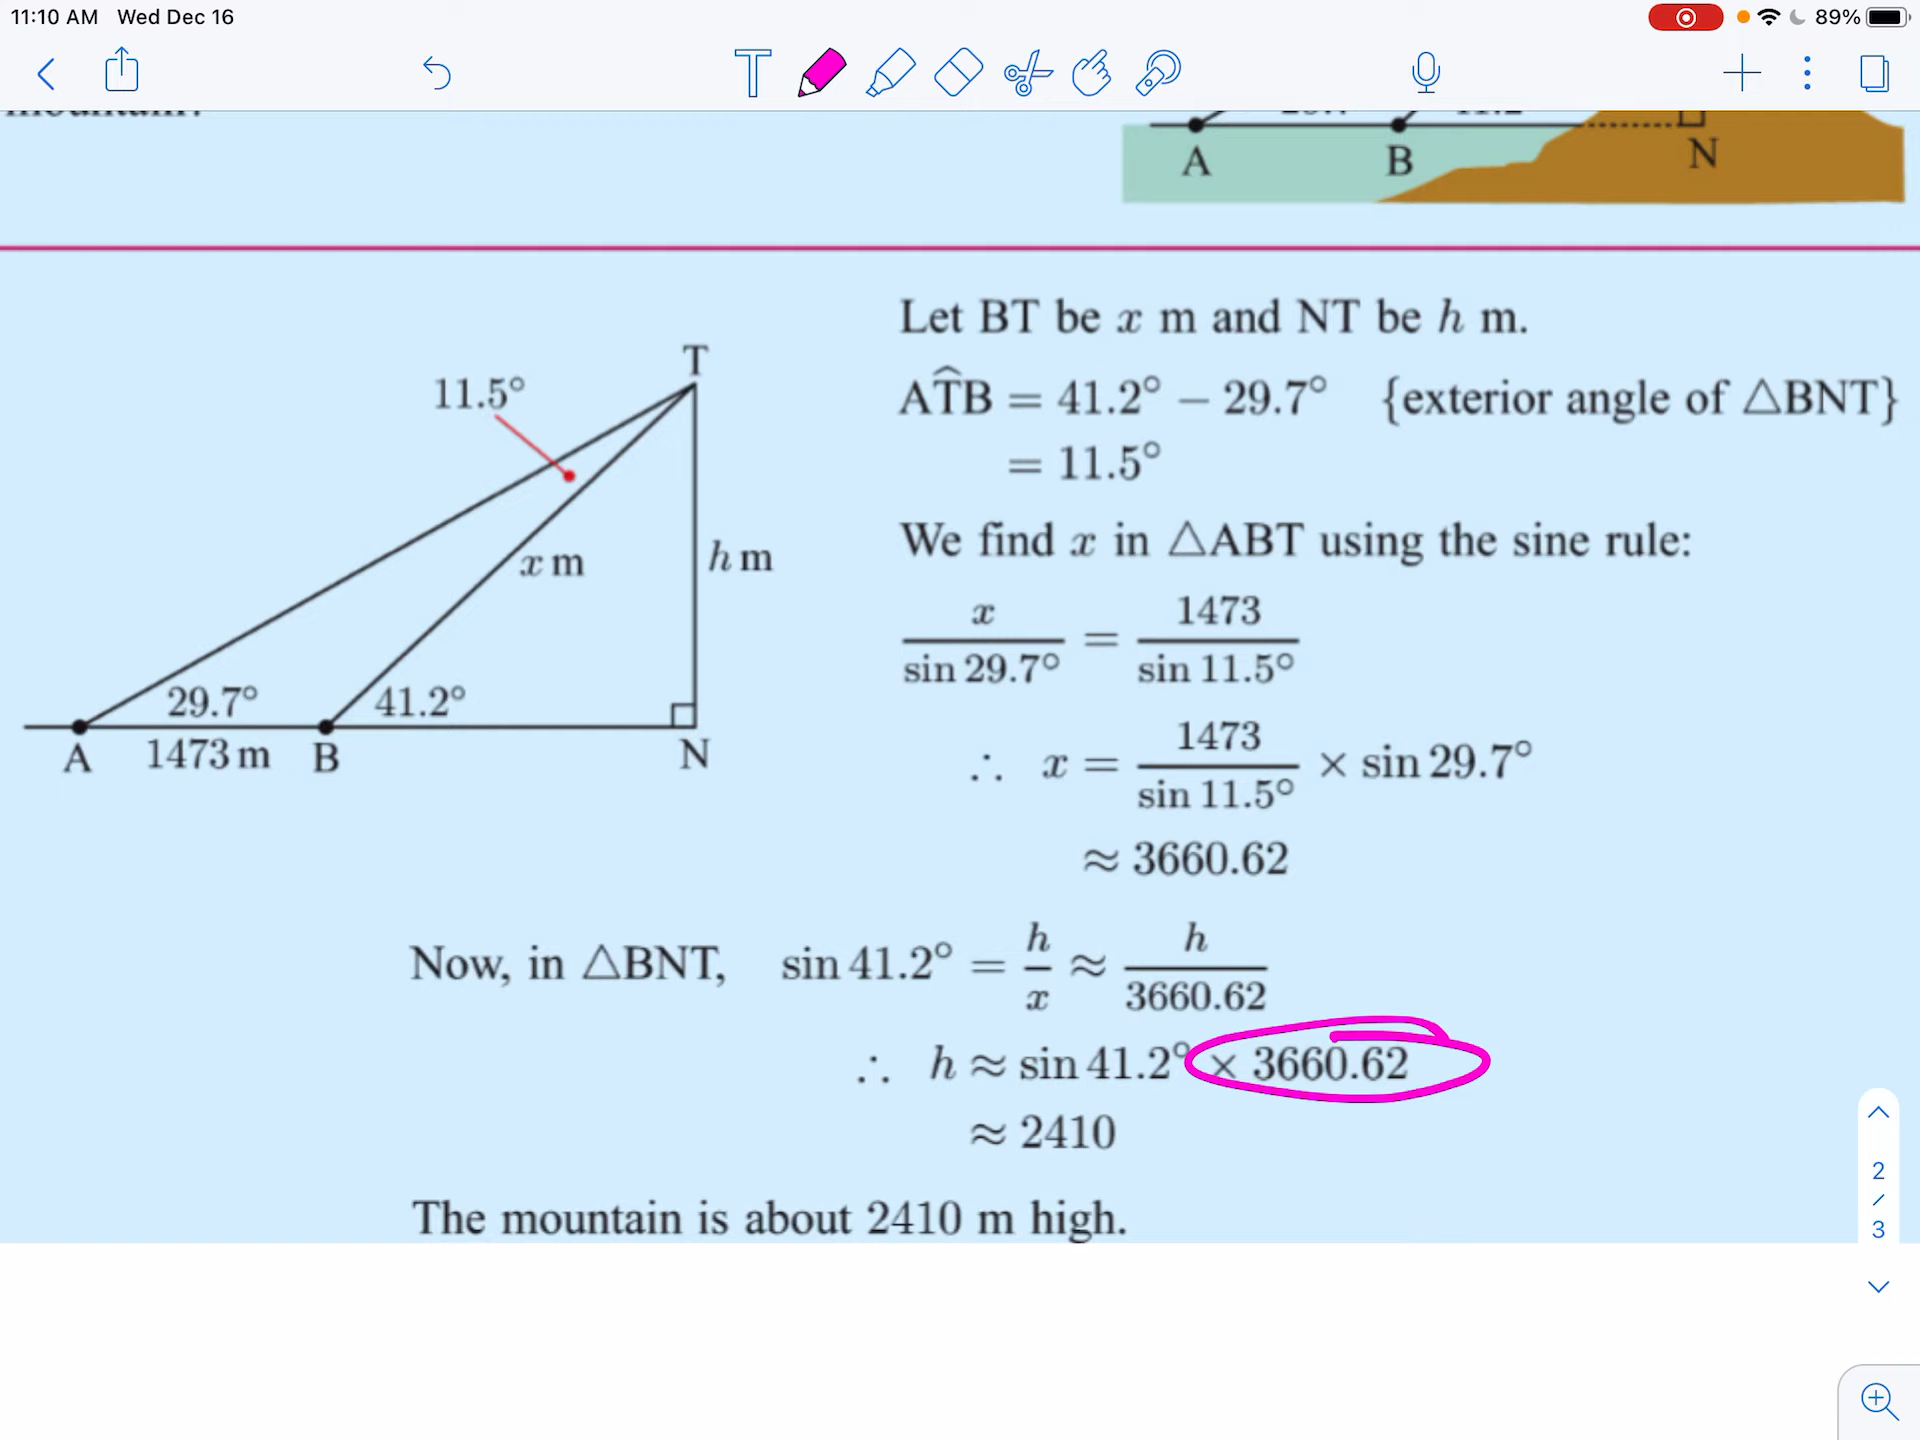 11:10 AM Wed Dec 16
89%
T
A B N
Let BT be x m and NT be h m.
T
11.5°
AT̂B = 41.2° − 29.7° {exterior angle of △BNT}
= 11.5°
We find x in △ABT using the sine rule:
x m
h m
x / sin 29.7° = 1473 / sin 11.5°
29.7° 41.2°
A 1473 m B N
∴ x = 1473 / sin 11.5° × sin 29.7°
≈ 3660.62
Now, in △BNT, sin 41.2° = h / x ≈ h / 3660.62
∴ h ≈ sin 41.2° × 3660.62
≈ 2410
The mountain is about 2410 m high.
2
/
3